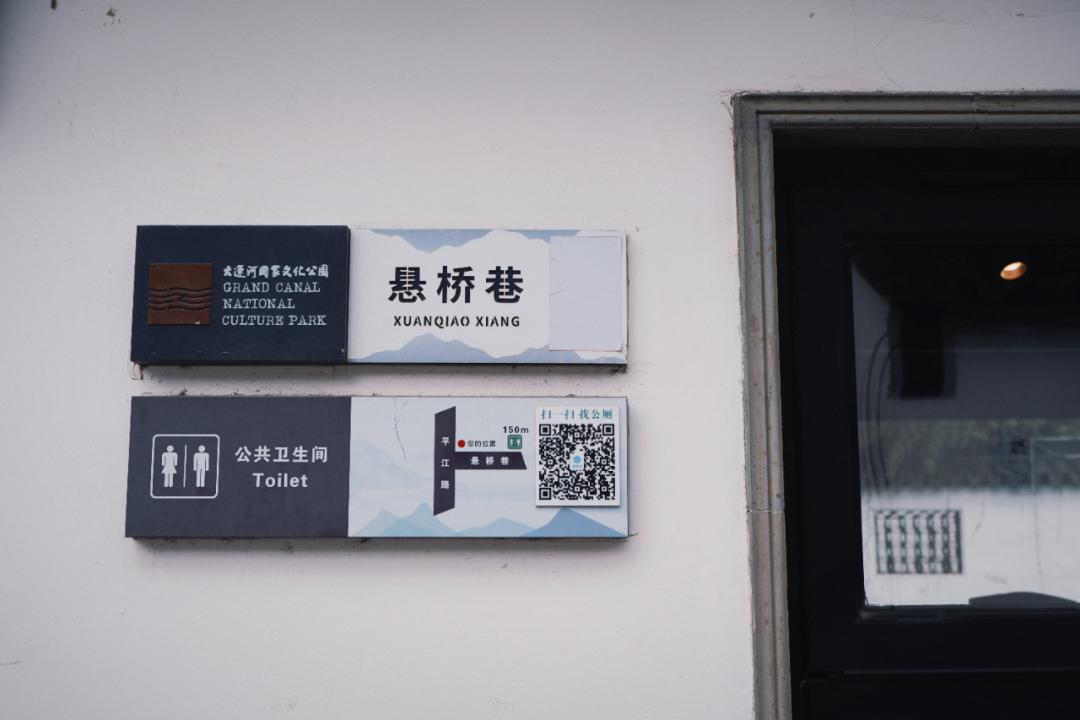 大运河国家文化公园
GRAND CANAL
NATIONAL
CULTURE PARK
悬桥巷
XUANQIAO XIANG
公共卫生间
Toilet
平江路
您的位置
150m
悬桥巷
扫一扫 找公厕